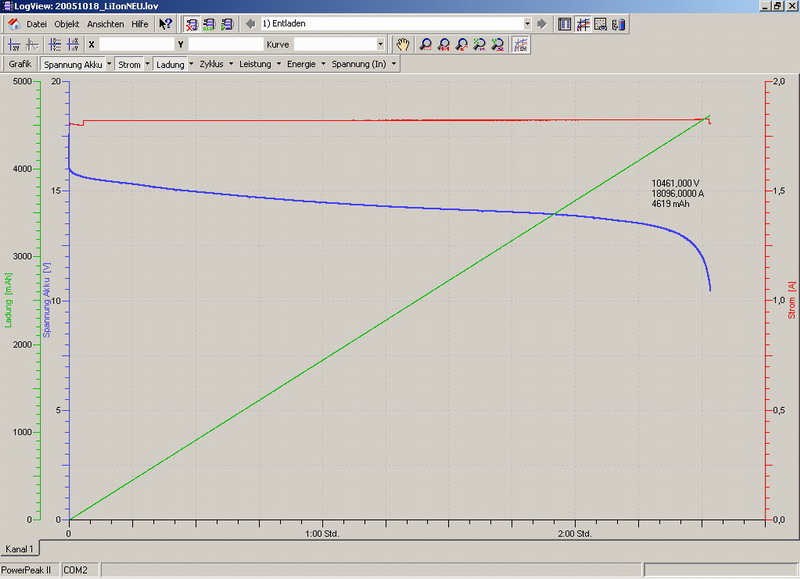 LogView: 20051018_LiIonNEU.lov
Datei Objekt Ansichten Hilfe 1) Entladen
X Y Kurve
Grafik Spannung Akku Strom Ladung Zyklus Leistung Energie Spannung (In)
5000 20 2,0
4000 15 1,5
10461,000 V
18096,0000 A
4619 mAh
3000
Ladung [mAh]
Spannung Akku [V]
10 1,0
Strom [A]
2000
1000 5 0,5
0 0 0,0
0 1:00 Std. 2:00 Std.
Kanal 1
PowerPeak II COM2